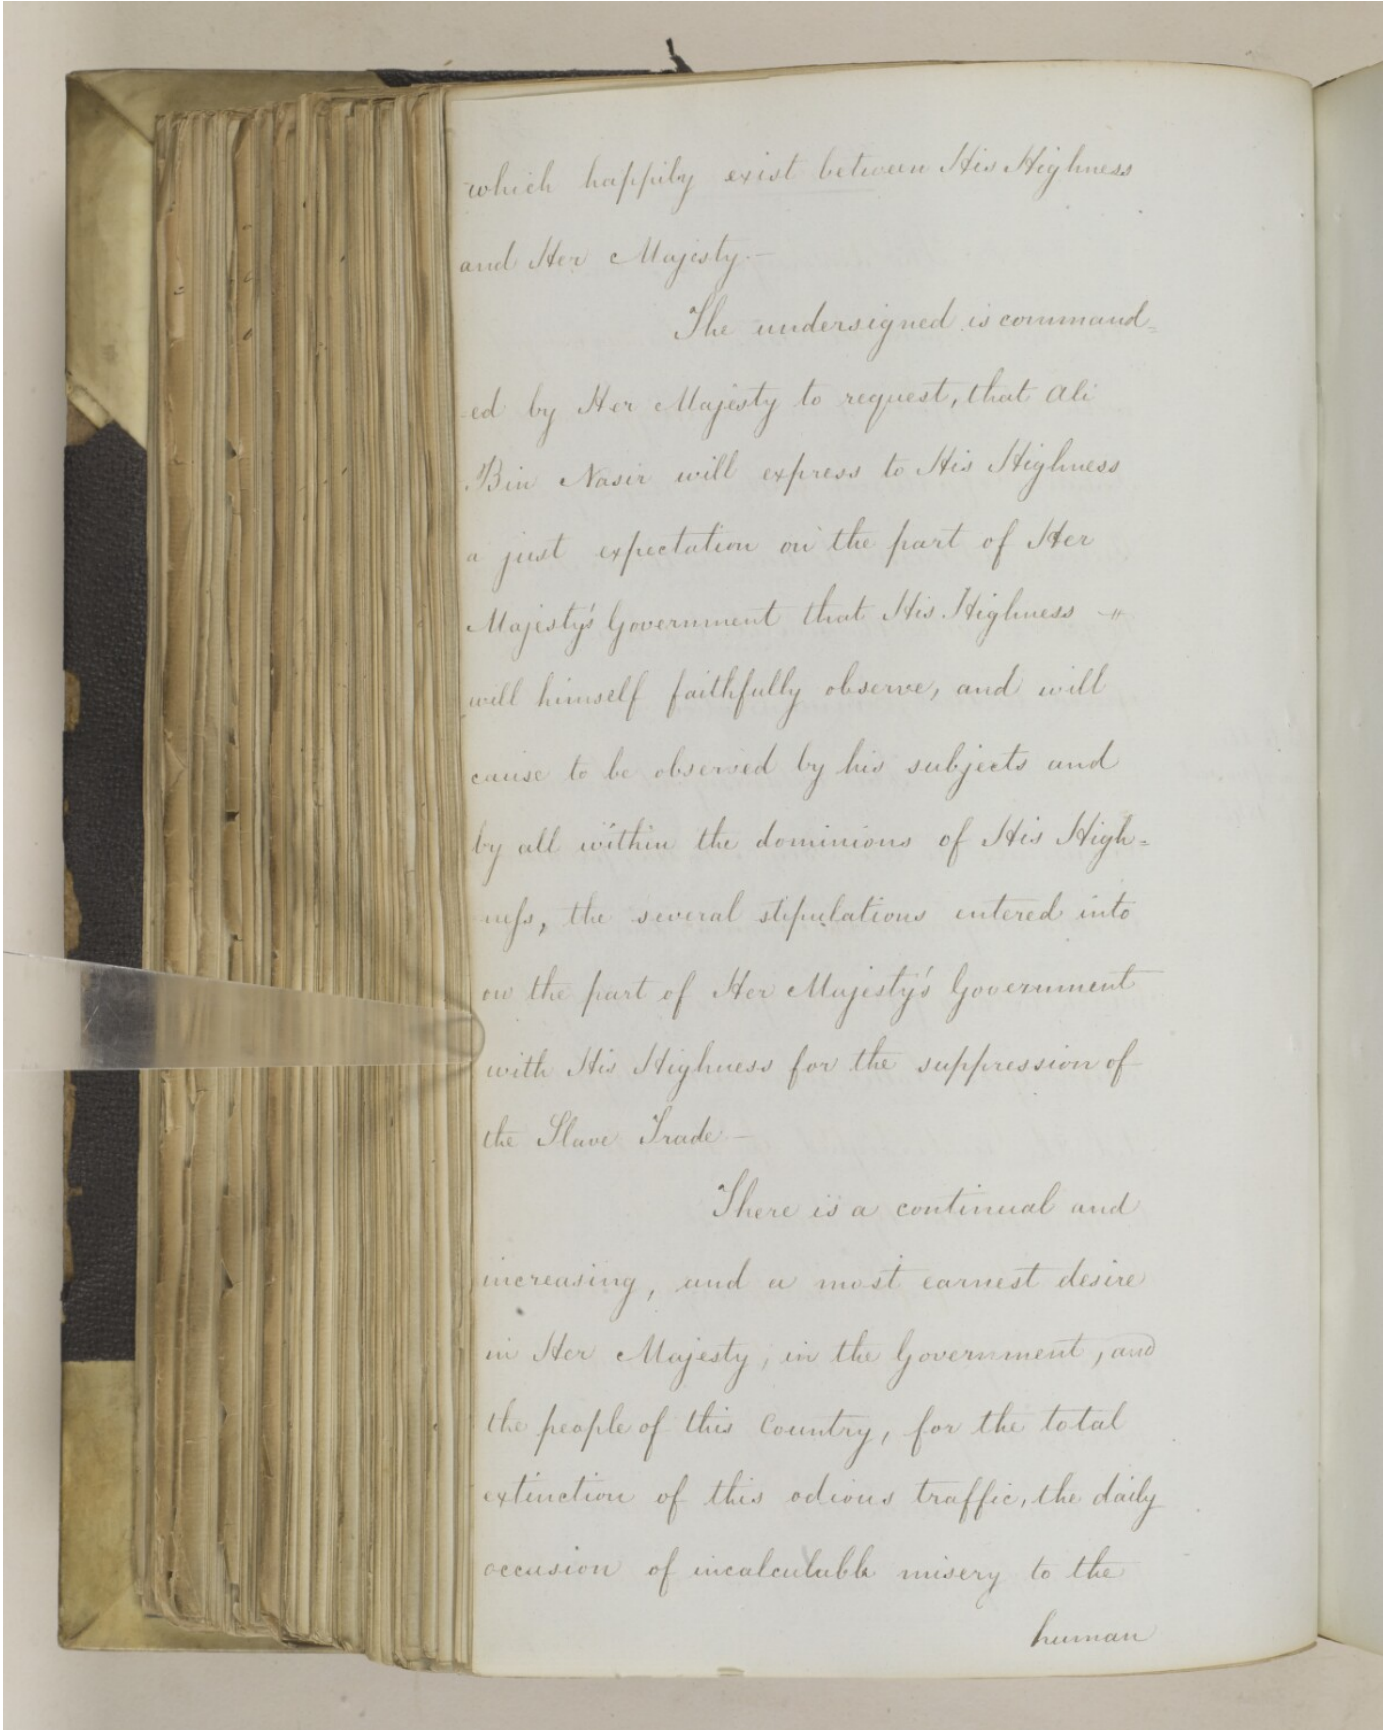 which happily exist between His Highness
and Her Majesty.—
The undersigned is command=
-ed by Her Majesty to request, that Ali
Bin Nasir will express to His Highness
a just expectation on the part of Her
Majesty's Government that His Highness –"
will himself faithfully observe, and will
cause to be observed by his subjects and
by all within the dominions of His High=
neſs, the several stipulations entered into
on the part of Her Majesty's Government
with His Highness for the suppression of
the Slave Trade —
There is a continual and
increasing, and a most earnest desire
in Her Majesty, in the Government, and
the people of this Country, for the total
extinction of this odious traffic, the daily
occasion of incalculable misery to the
human